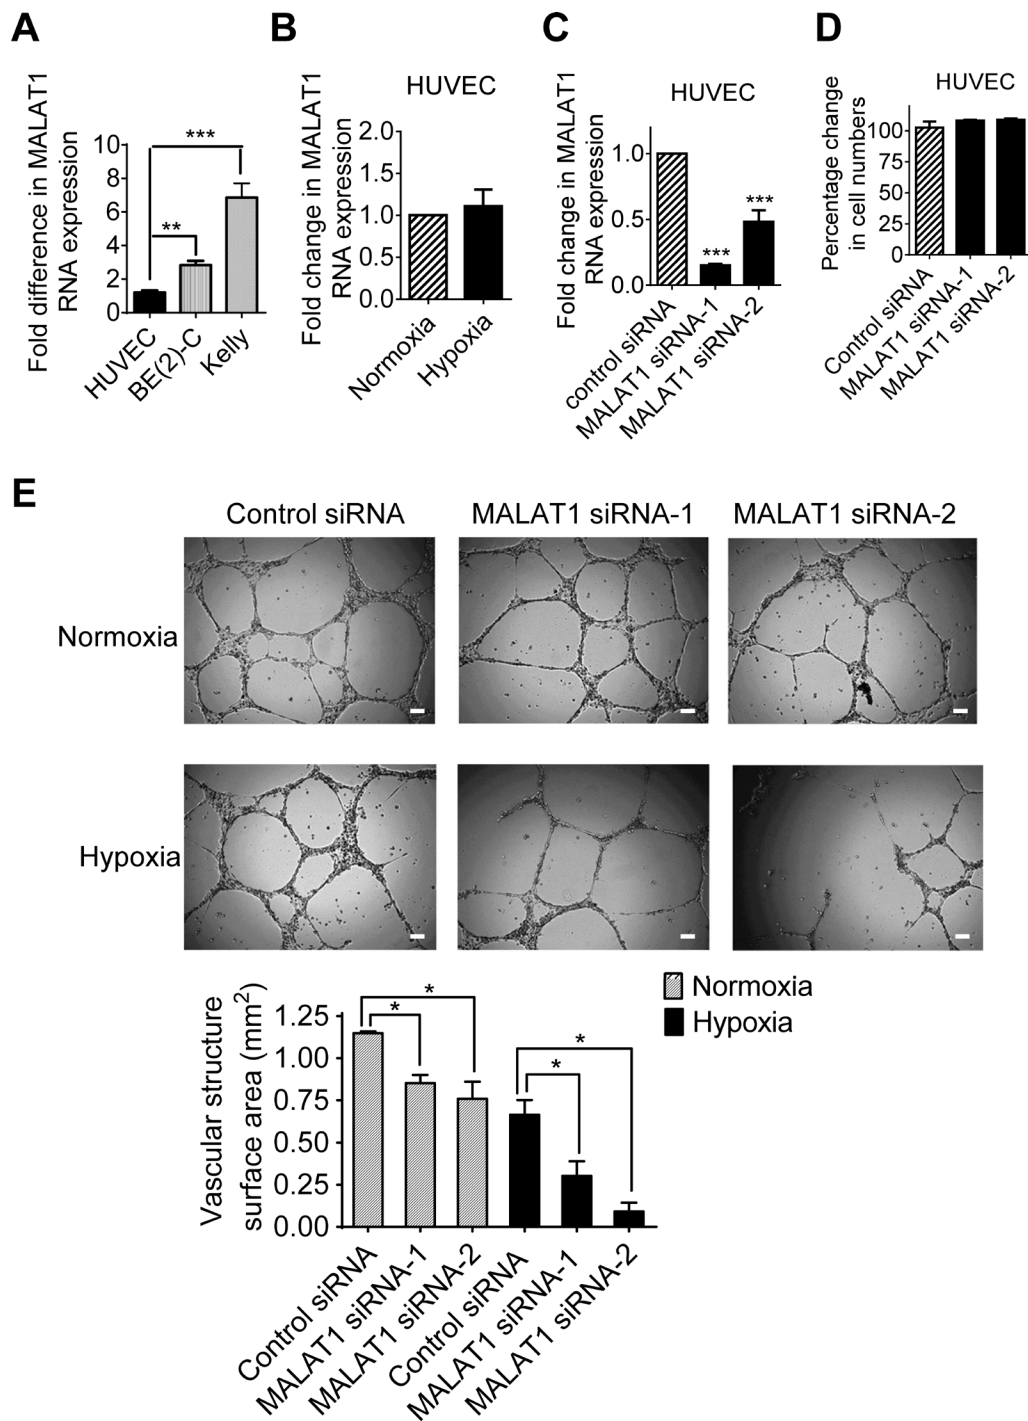 A
Fold difference in MALAT1
RNA expression
10
8
6
4
2
0
***
**
HUVEC
BE(2)-C
Kelly
B
HUVEC
Fold change in MALAT1
RNA expression
2.0
1.5
1.0
0.5
0.0
Normoxia
Hypoxia
C
HUVEC
Fold change in MALAT1
RNA expression
1.0
0.5
0.0
***
***
control siRNA
MALAT1 siRNA-1
MALAT1 siRNA-2
D
HUVEC
Percentage change
in cell numbers
100
75
50
25
0
Control siRNA
MALAT1 siRNA-1
MALAT1 siRNA-2
E
Control siRNA
MALAT1 siRNA-1
MALAT1 siRNA-2
Normoxia
Hypoxia
Normoxia
Hypoxia
Vascular structure
surface area (mm²)
1.25
1.00
0.75
0.50
0.25
0.00
*
*
*
*
Control siRNA
MALAT1 siRNA-1
MALAT1 siRNA-2
Control siRNA
MALAT1 siRNA-1
MALAT1 siRNA-2